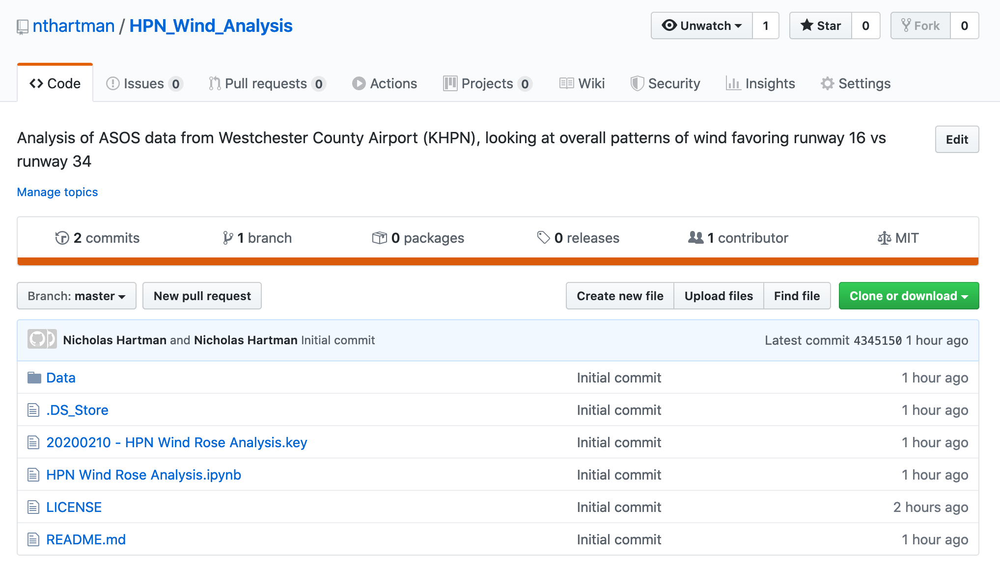 nthartman / HPN_Wind_Analysis Unwatch 1 Star 0 Fork 0
Code Issues 0 Pull requests 0 Actions Projects 0 Wiki Security Insights Settings
Analysis of ASOS data from Westchester County Airport (KHPN), looking at overall patterns of wind favoring runway 16 vs Edit
runway 34
Manage topics
2 commits 1 branch 0 packages 0 releases 1 contributor MIT
Branch: master New pull request Create new file Upload files Find file Clone or download
Nicholas Hartman and Nicholas Hartman Initial commit Latest commit 4345150 1 hour ago
Data Initial commit 1 hour ago
.DS_Store Initial commit 1 hour ago
20200210 - HPN Wind Rose Analysis.key Initial commit 1 hour ago
HPN Wind Rose Analysis.ipynb Initial commit 1 hour ago
LICENSE Initial commit 2 hours ago
README.md Initial commit 1 hour ago